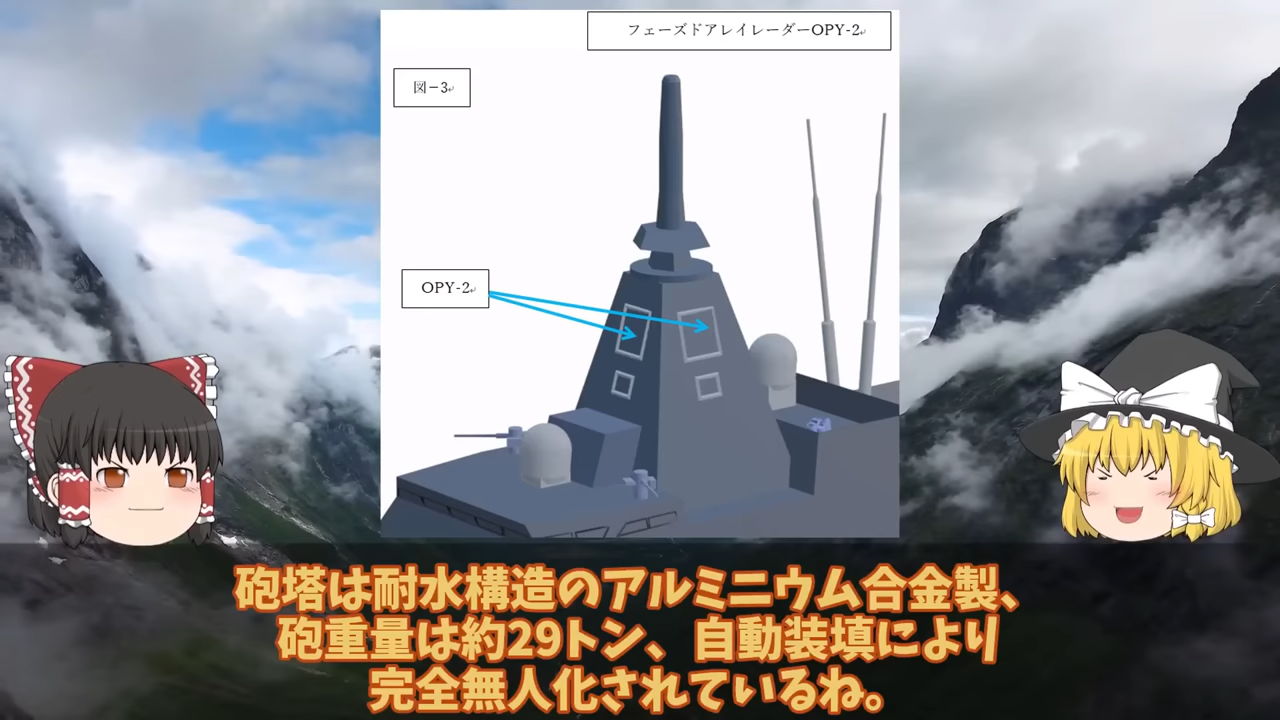 フェーズドアレイレーダーOPY-2
図－3
OPY-2
砲塔は耐水構造のアルミニウム合金製、
砲重量は約29トン、自動装填により
完全無人化されているね。